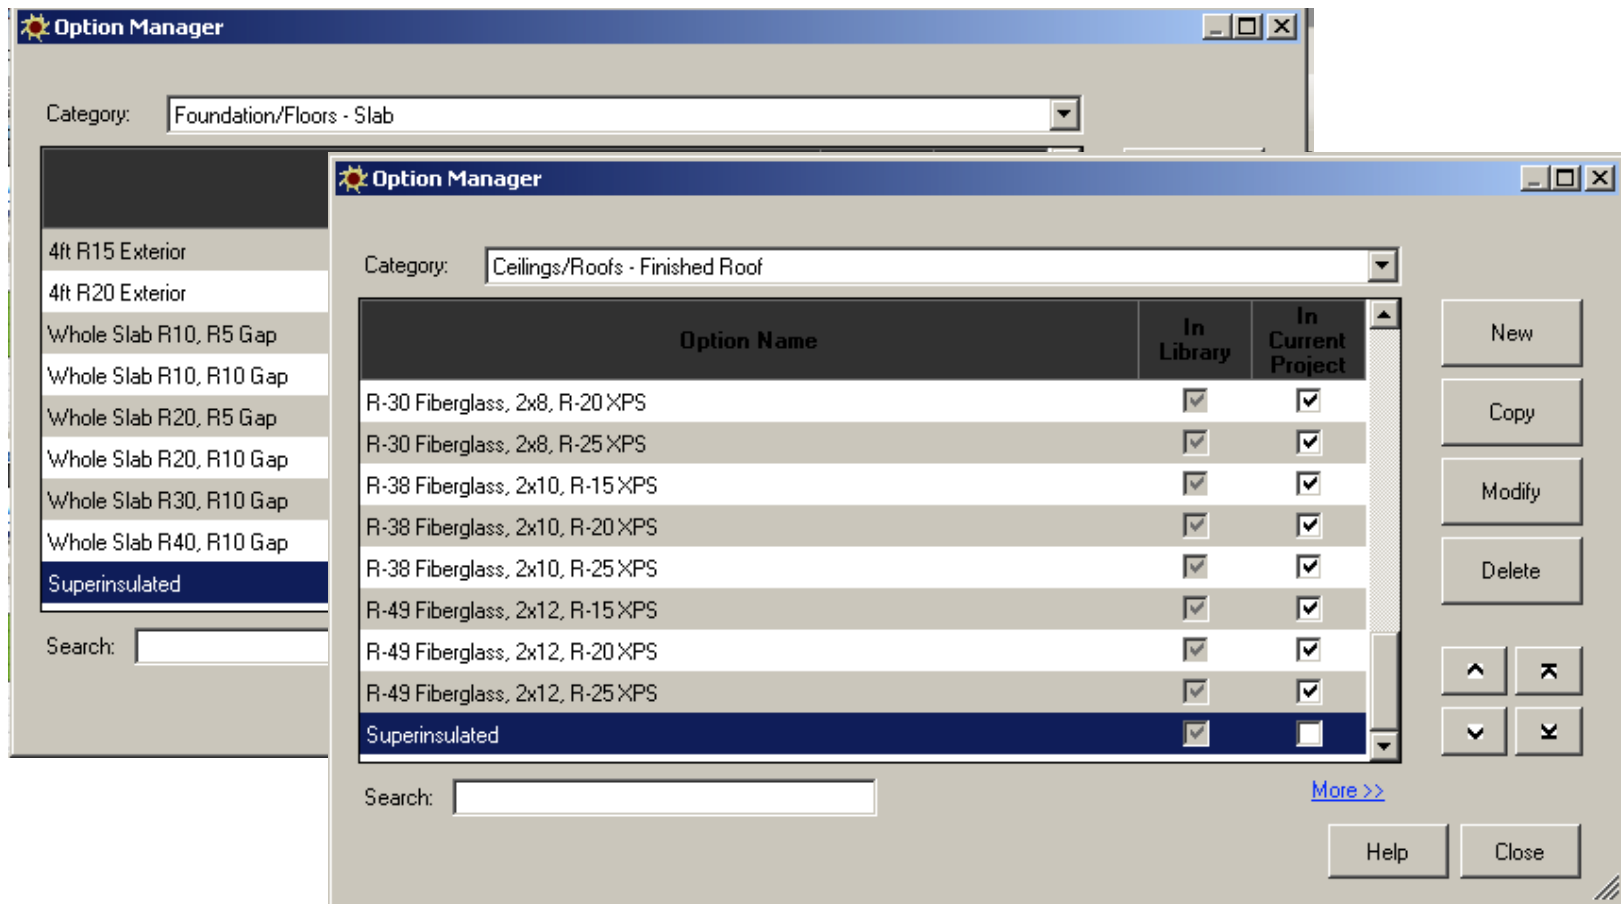 Option Manager
Category: Foundation/Floors - Slab
4ft R15 Exterior
4ft R20 Exterior
Whole Slab R10, R5 Gap
Whole Slab R10, R10 Gap
Whole Slab R20, R5 Gap
Whole Slab R20, R10 Gap
Whole Slab R30, R10 Gap
Whole Slab R40, R10 Gap
Superinsulated
Search:
Option Manager
Category: Ceilings/Roofs - Finished Roof
Option Name In Library In Current Project
R-30 Fiberglass, 2x8, R-20 XPS
R-30 Fiberglass, 2x8, R-25 XPS
R-38 Fiberglass, 2x10, R-15 XPS
R-38 Fiberglass, 2x10, R-20 XPS
R-38 Fiberglass, 2x10, R-25 XPS
R-49 Fiberglass, 2x12, R-15 XPS
R-49 Fiberglass, 2x12, R-20 XPS
R-49 Fiberglass, 2x12, R-25 XPS
Superinsulated
New
Copy
Modify
Delete
Search:
More >>
Help Close